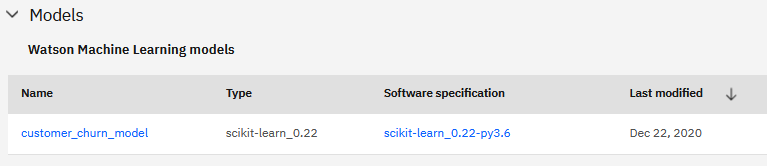 Models
Watson Machine Learning models
Name Type Software specification Last modified
customer_churn_model scikit-learn_0.22 scikit-learn_0.22-py3.6 Dec 22, 2020